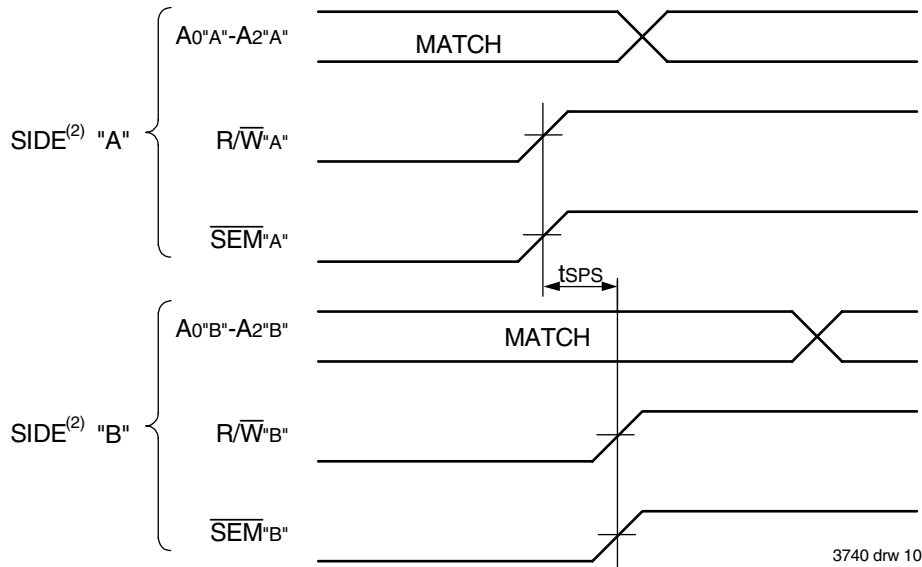 A0"A"-A2"A"
MATCH
SIDE(2) "A"
R/W"A"
SEM"A"
tSPS
A0"B"-A2"B"
MATCH
SIDE(2) "B"
R/W"B"
SEM"B"
3740 drw 10